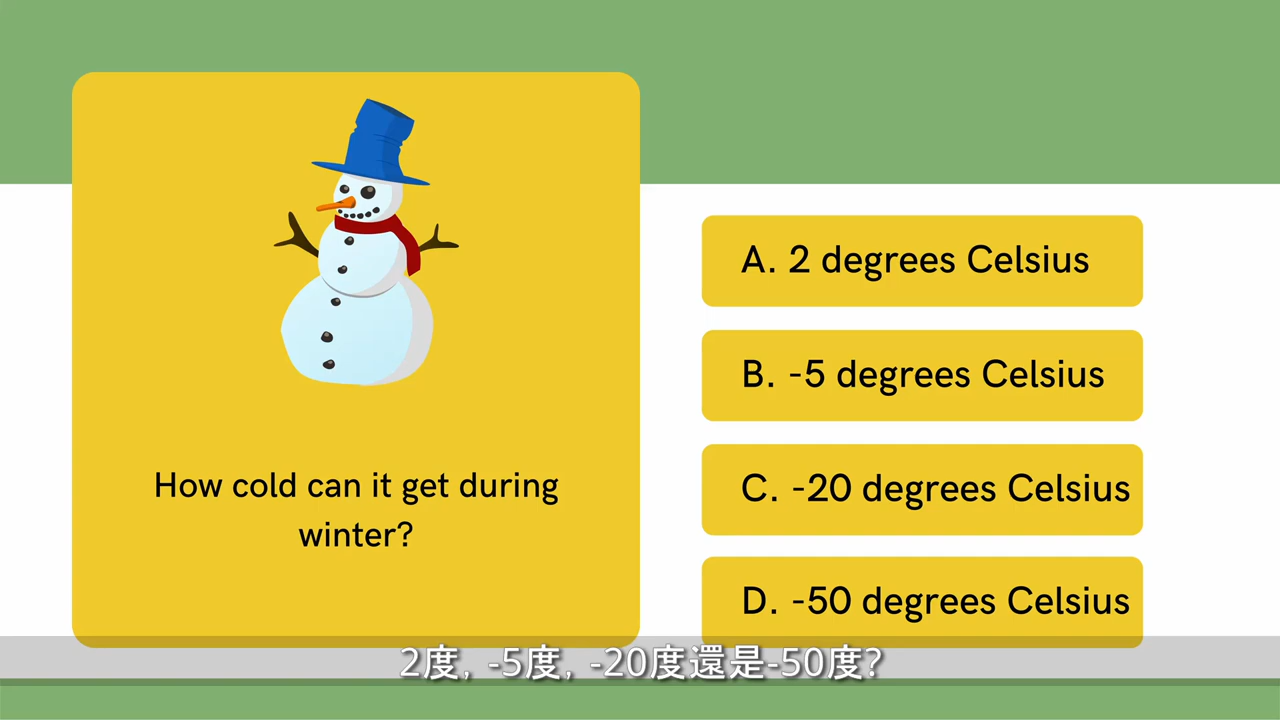 How cold can it get during
winter?
A. 2 degrees Celsius
B. -5 degrees Celsius
C. -20 degrees Celsius
D. -50 degrees Celsius
2度, -5度, -20度還是-50度?